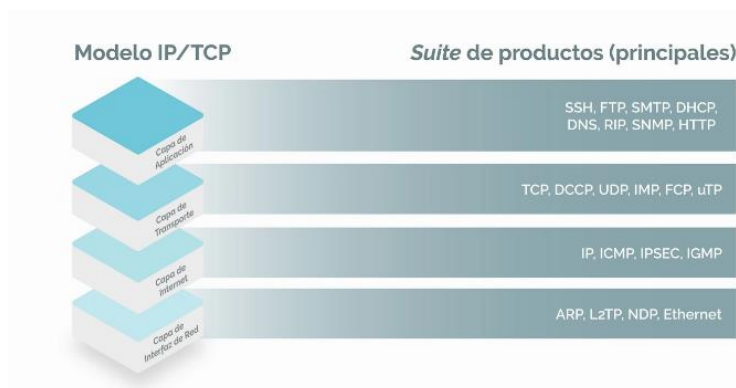 Modelo IP/TCP
Suite de productos (principales)
Capa de
Aplicación
SSH, FTP, SMTP, DHCP,
DNS, RIP, SNMP, HTTP
Capa de
Transporte
TCP, DCCP, UDP, IMP, FCP, uTP
Capa de
Internet
IP, ICMP, IPSEC, IGMP
Capa de
Interfaz de Red
ARP, L2TP, NDP, Ethernet